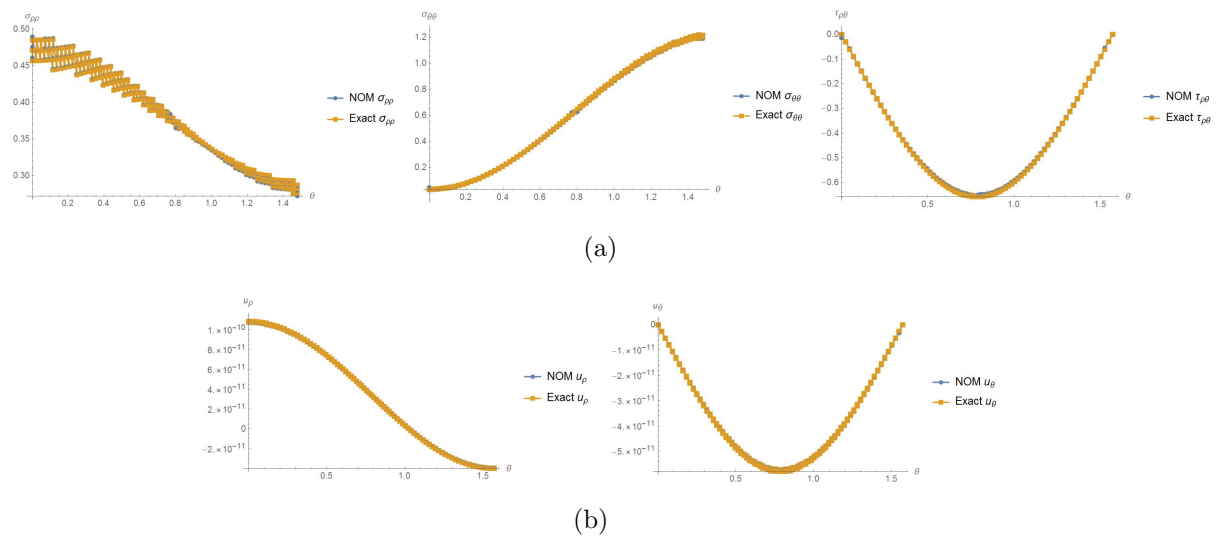 σρρ
0.50
0.45
0.40
0.35
0.30
0.2 0.4 0.6 0.8 1.0 1.2 1.4 θ
NOM σρρ
Exact σρρ
σθθ
1.2
1.0
0.8
0.6
0.4
0.2
0.2 0.4 0.6 0.8 1.0 1.2 1.4 θ
NOM σθθ
Exact σθθ
τρθ
0.0
-0.1
-0.2
-0.3
-0.4
-0.5
-0.6
0.5 1.0 1.5 θ
NOM τρθ
Exact τρθ
(a)
uρ
1. × 10⁻¹⁰
8. × 10⁻¹¹
6. × 10⁻¹¹
4. × 10⁻¹¹
2. × 10⁻¹¹
0
-2. × 10⁻¹¹
0.5 1.0 1.5 θ
NOM uρ
Exact uρ
uθ
0
-1. × 10⁻¹¹
-2. × 10⁻¹¹
-3. × 10⁻¹¹
-4. × 10⁻¹¹
-5. × 10⁻¹¹
0.5 1.0 1.5 θ
NOM uθ
Exact uθ
(b)